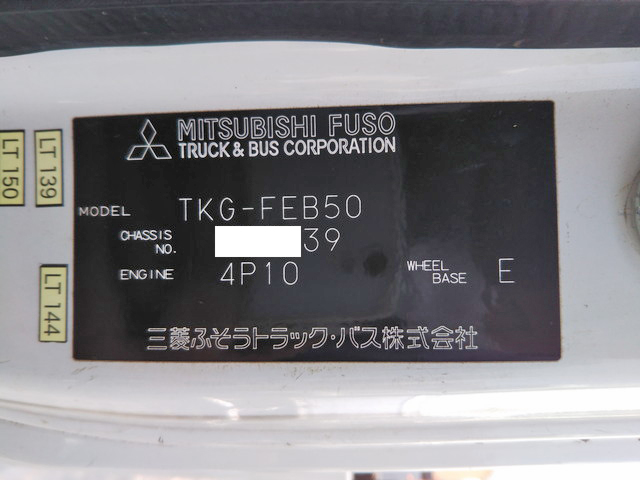 MITSUBISHI FUSO
TRUCK & BUS CORPORATION
LT 150
LT 139
MODEL TKG-FEB50
CHASSIS NO. 39
ENGINE 4P10 WHEEL BASE E
LT 144
三菱ふそうトラック・バス株式会社